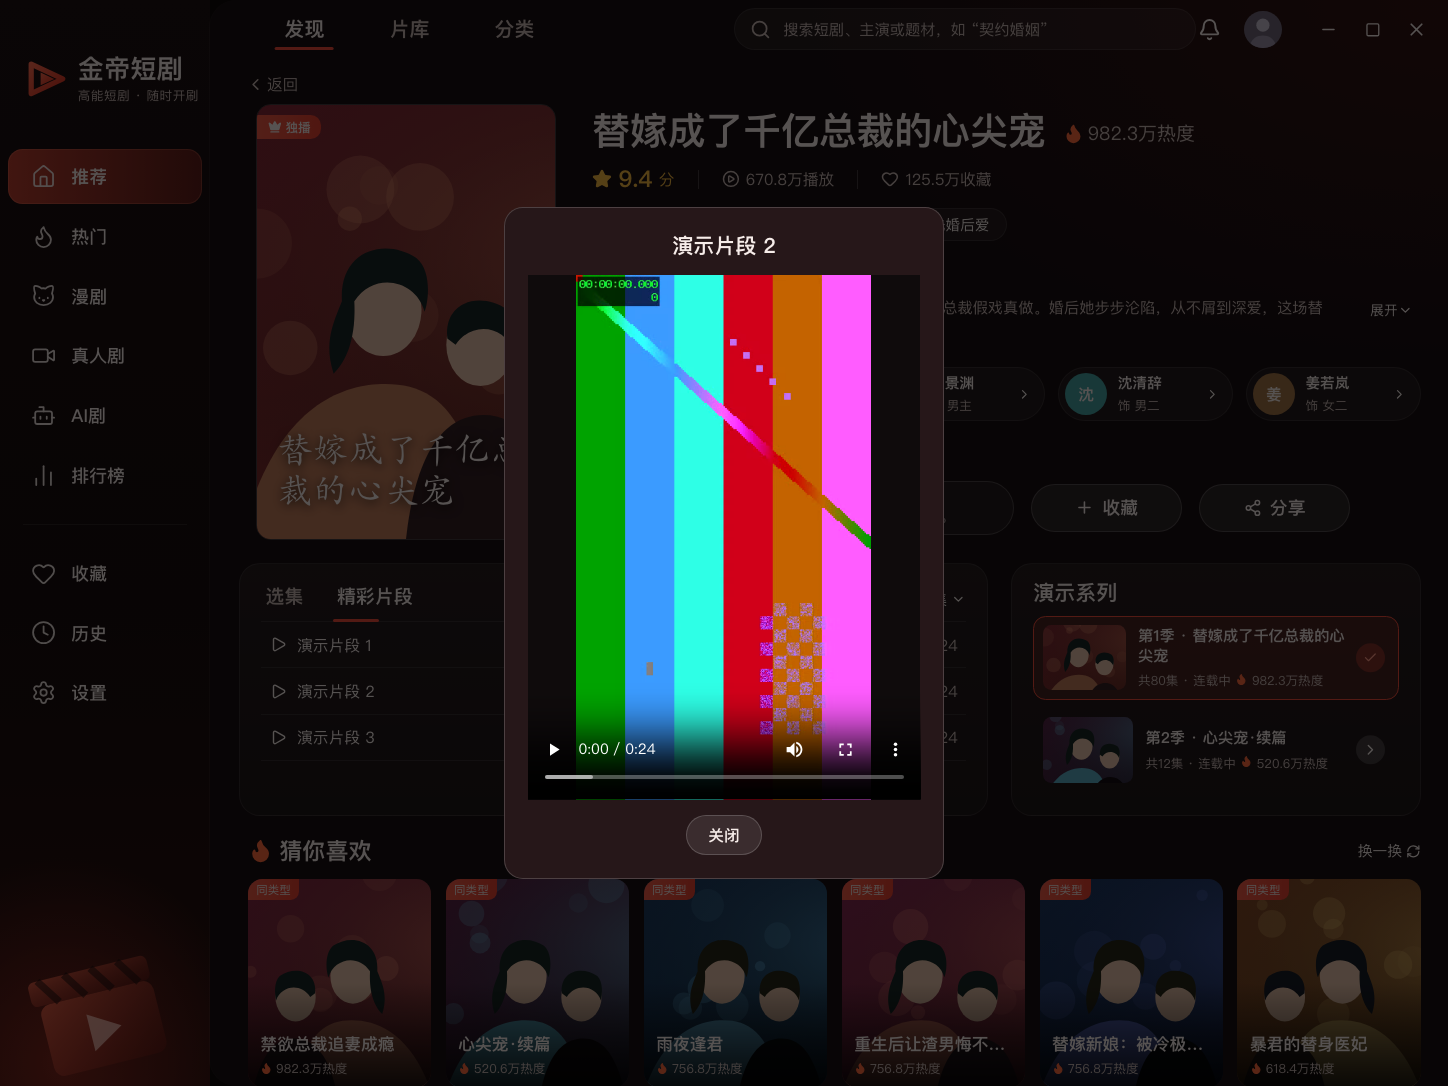 发现
片库
分类
搜索短剧、主演或题材，如 “契约婚姻”
金帝短剧
高能短剧 · 随时开刷
推荐
热门
漫剧
真人剧
AI剧
排行榜
收藏
历史
设置
返回
独播
替嫁成了千亿总
裁的心尖宠
替嫁成了千亿总裁的心尖宠
982.3万热度
9.4 分
670.8万播放
125.5万收藏
婚后爱
总裁假戏真做。婚后她步步沦陷，从不屑到深爱，这场替
展开
景渊
男主
沈
沈清辞
饰 男二
姜
姜若岚
饰 女二
收藏
分享
选集
精彩片段
演示片段 1
演示片段 2
演示片段 3
24
24
24
演示片段 2
00:00:00.000
0
0:00 / 0:24
关闭
演示系列
第1季 · 替嫁成了千亿总裁的心
尖宠
共80集 · 连载中 982.3万热度
第2季 · 心尖宠·续篇
共12集 · 连载中 520.6万热度
猜你喜欢
换一换
同类型
禁欲总裁追妻成瘾
982.3万热度
同类型
心尖宠·续篇
520.6万热度
同类型
雨夜逢君
756.8万热度
同类型
重生后让渣男悔不...
756.8万热度
同类型
替嫁新娘：被冷极...
756.8万热度
同类型
暴君的替身医妃
618.4万热度